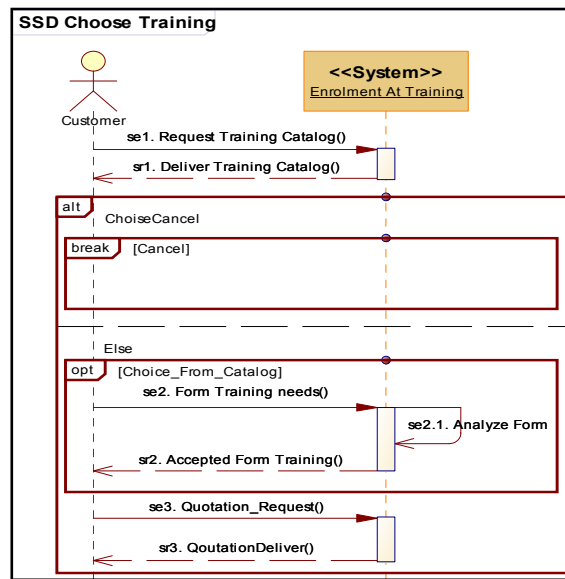 SSD Choose Training
<<System>>
Enrolment At Training
Customer
se1. Request Training Catalog()
sr1. Deliver Training Catalog()
alt
ChoiseCancel
break [Cancel]
Else
opt [Choice_From_Catalog]
se2. Form Training needs()
se2.1. Analyze Form
sr2. Accepted Form Training()
se3. Quotation_Request()
sr3. QoutationDeliver()